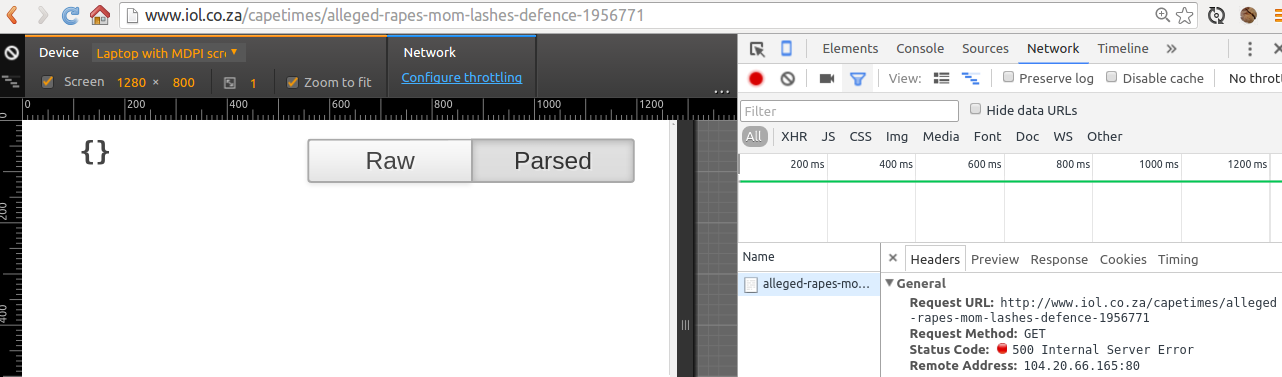 www.iol.co.za/capetimes/alleged-rapes-mom-lashes-defence-1956771
Device Laptop with MDPI scre
Screen 1280 × 800 1 Zoom to fit
Network
Configure throttling
...
0 200 400 600 800 1000 1200
0
200
400
{}
Raw Parsed
Elements Console Sources Network Timeline »
View: Preserve log Disable cache No thrott
Filter Hide data URLs
All XHR JS CSS Img Media Font Doc WS Other
200 ms 400 ms 600 ms 800 ms 1000 ms 1200 ms
Name
alleged-rapes-mo...
× Headers Preview Response Cookies Timing
General
Request URL: http://www.iol.co.za/capetimes/alleged
-rapes-mom-lashes-defence-1956771
Request Method: GET
Status Code: 500 Internal Server Error
Remote Address: 104.20.66.165:80